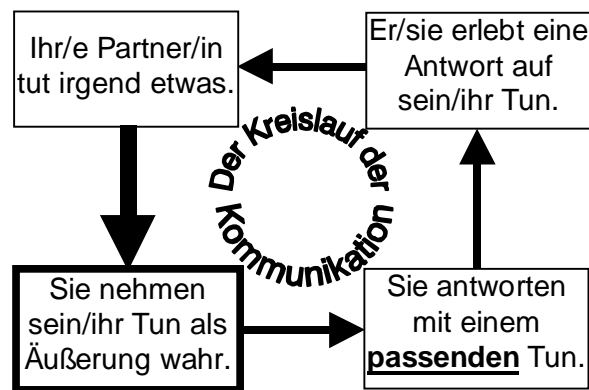 Ihr/e Partner/in
tut irgend etwas.
Er/sie erlebt eine
Antwort auf
sein/ihr Tun.
Der Kreislauf der
Kommunikation
Sie nehmen
sein/ihr Tun als
Äußerung wahr.
Sie antworten
mit einem
passenden Tun.